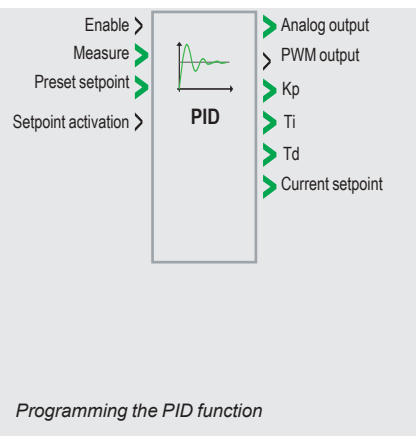 Enable
Measure
Preset setpoint
Setpoint activation
PID
Analog output
PWM output
Kp
Ti
Td
Current setpoint
Programming the PID function